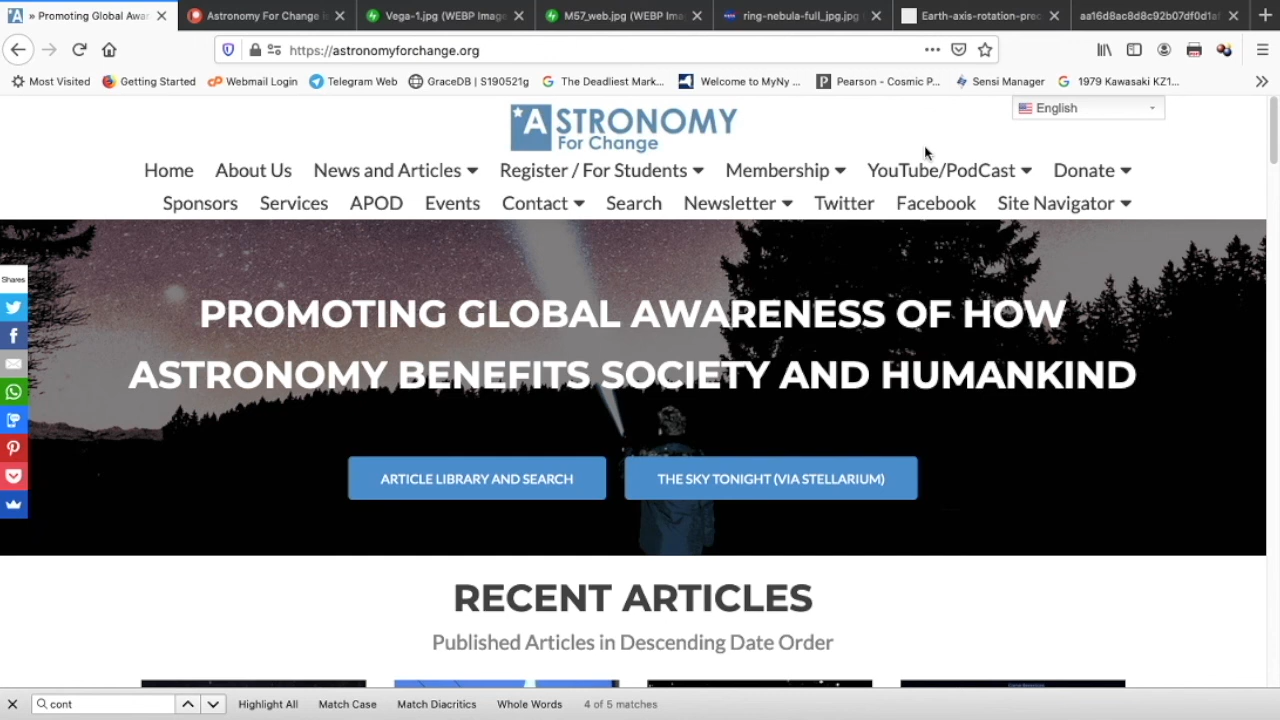 » Promoting Global Awar
Astronomy For Change i
Vega-1.jpg (WEBP Image
M57_web.jpg (WEBP Ima
ring-nebula-full_jpg.jpg
Earth-axis-rotation-prec
aa16d8ac8d8c92b07df0d1af
https://astronomyforchange.org
Most Visited Getting Started Webmail Login Telegram Web GraceDB | S190521g The Deadliest Mark... Welcome to MyNy ... Pearson - Cosmic P... Sensi Manager 1979 Kawasaki KZ1...
English
ASTRONOMY
For Change
Home About Us News and Articles Register / For Students Membership YouTube/PodCast Donate
Sponsors Services APOD Events Contact Search Newsletter Twitter Facebook Site Navigator
Shares
PROMOTING GLOBAL AWARENESS OF HOW
ASTRONOMY BENEFITS SOCIETY AND HUMANKIND
ARTICLE LIBRARY AND SEARCH THE SKY TONIGHT (VIA STELLARIUM)
RECENT ARTICLES
Published Articles in Descending Date Order
cont Highlight All Match Case Match Diacritics Whole Words 4 of 5 matches